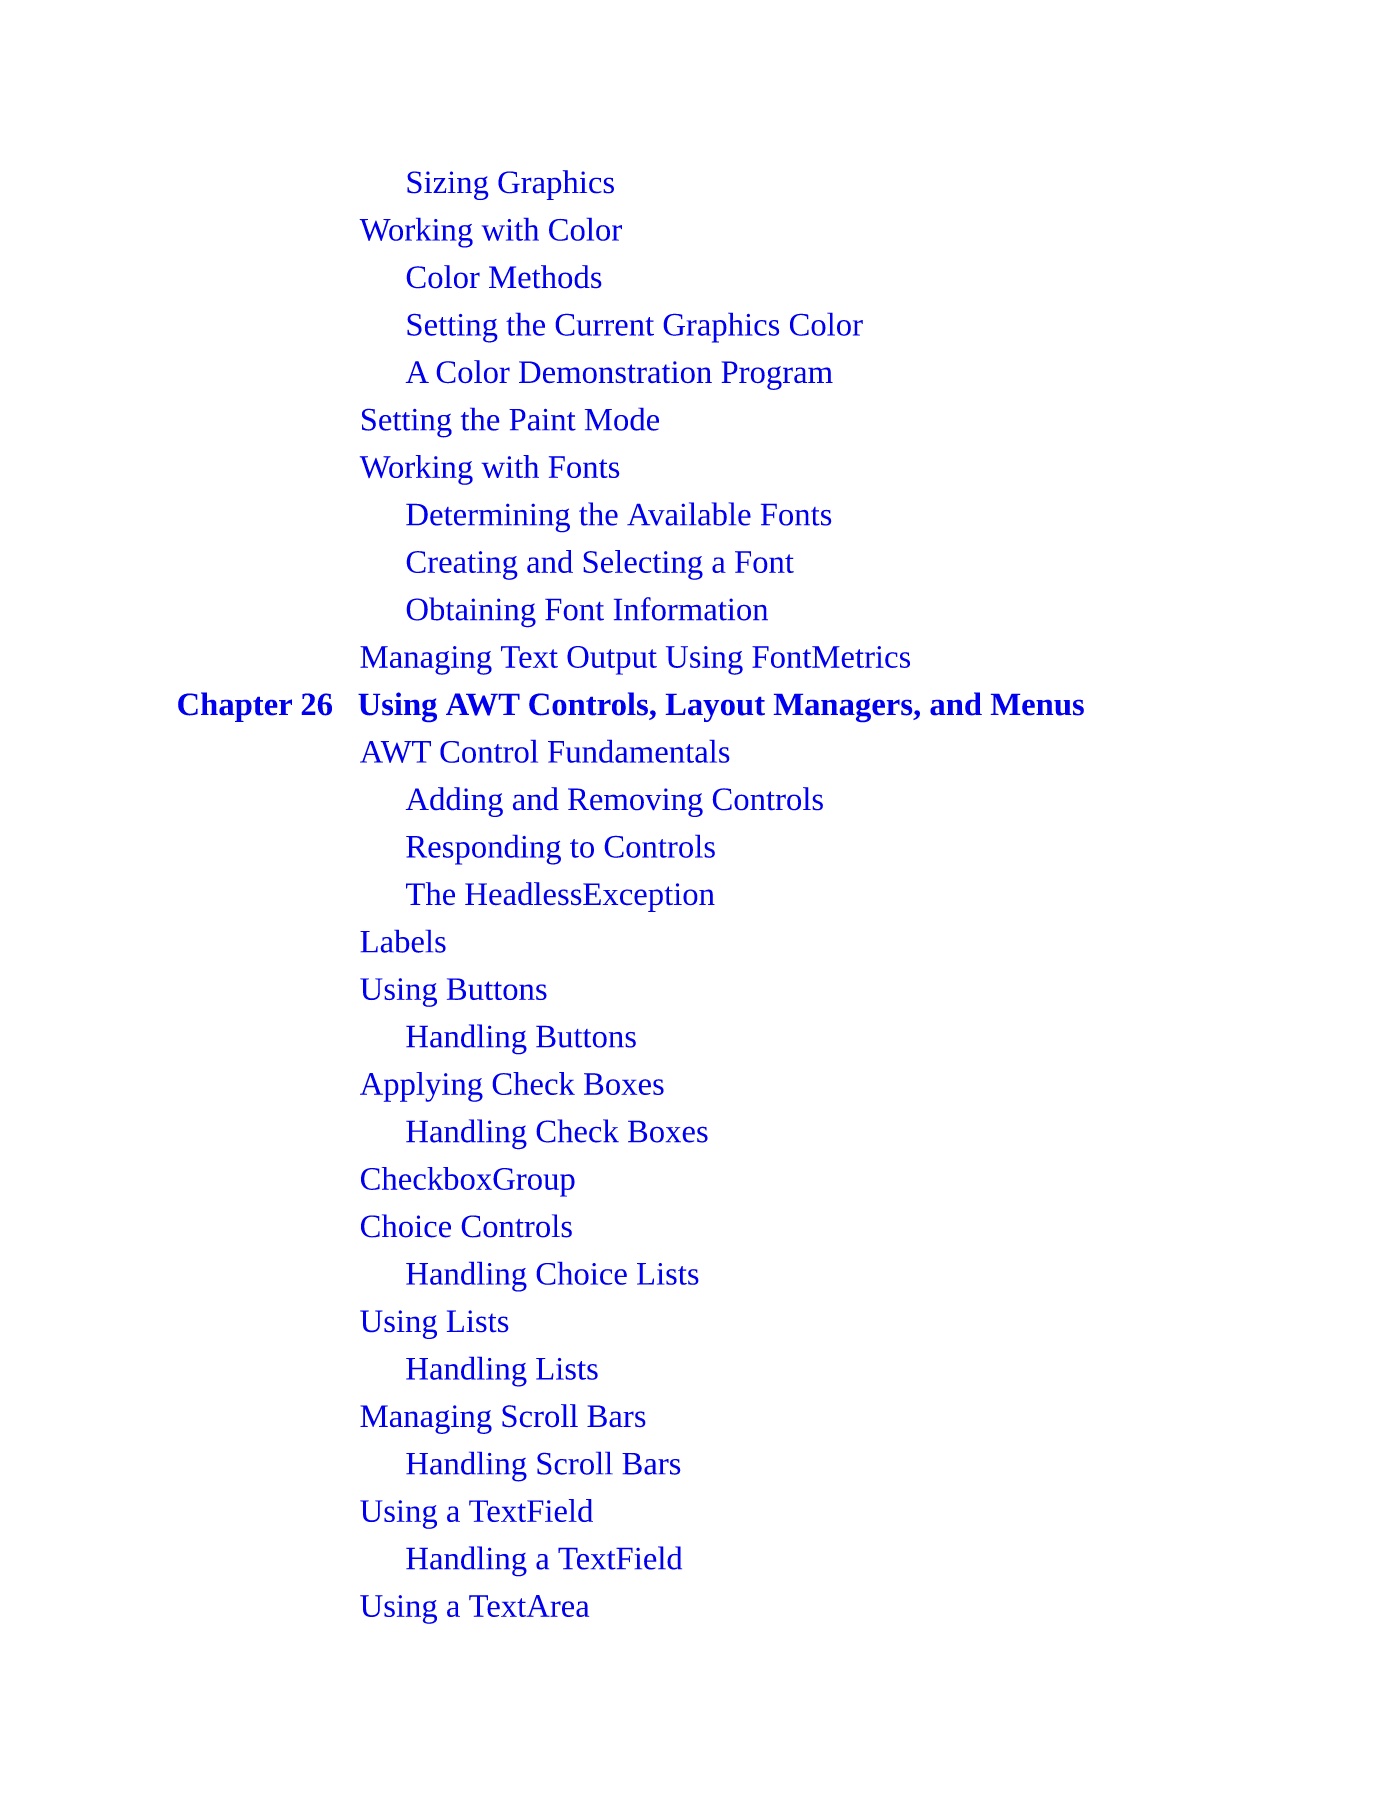 Sizing Graphics
Working with Color
Color Methods
Setting the Current Graphics Color
A Color Demonstration Program
Setting the Paint Mode
Working with Fonts
Determining the Available Fonts
Creating and Selecting a Font
Obtaining Font Information
Managing Text Output Using FontMetrics
Chapter 26 Using AWT Controls, Layout Managers, and Menus
AWT Control Fundamentals
Adding and Removing Controls
Responding to Controls
The HeadlessException
Labels
Using Buttons
Handling Buttons
Applying Check Boxes
Handling Check Boxes
CheckboxGroup
Choice Controls
Handling Choice Lists
Using Lists
Handling Lists
Managing Scroll Bars
Handling Scroll Bars
Using a TextField
Handling a TextField
Using a TextArea